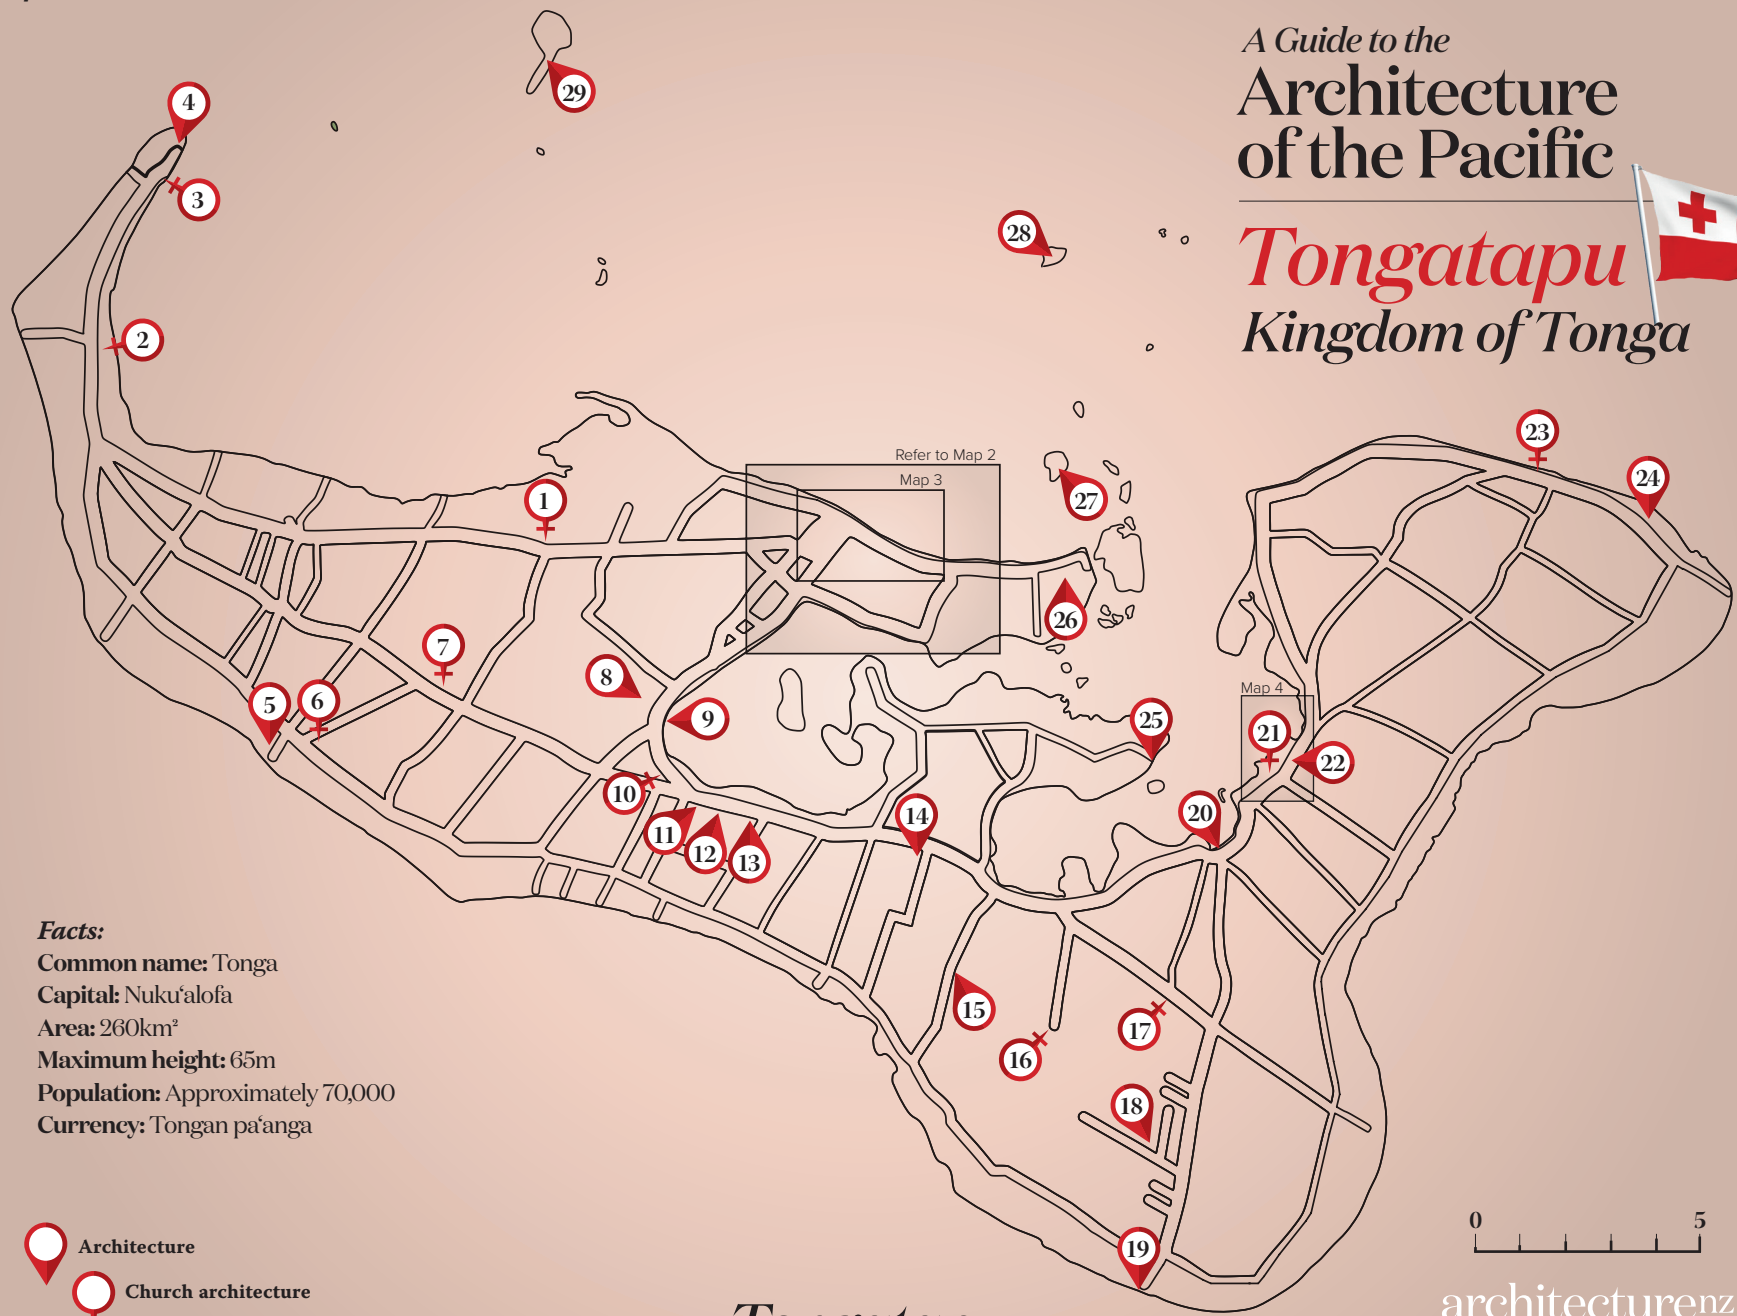 A Guide to the
Architecture
of the Pacific
Tongatapu
Kingdom of Tonga
4
29
3
28
2
23
Refer to Map 2
Map 3
24
1
27
26
7
8
Map 4
5
6
9
25
21
22
10
11
12
13
14
20
Facts:
Common name: Tonga
Capital: Nuku‘alofa
Area: 260km²
Maximum height: 65m
Population: Approximately 70,000
Currency: Tongan pa‘anga
15
16
17
18
19
0 5
Architecture
Church architecture
architecturenz